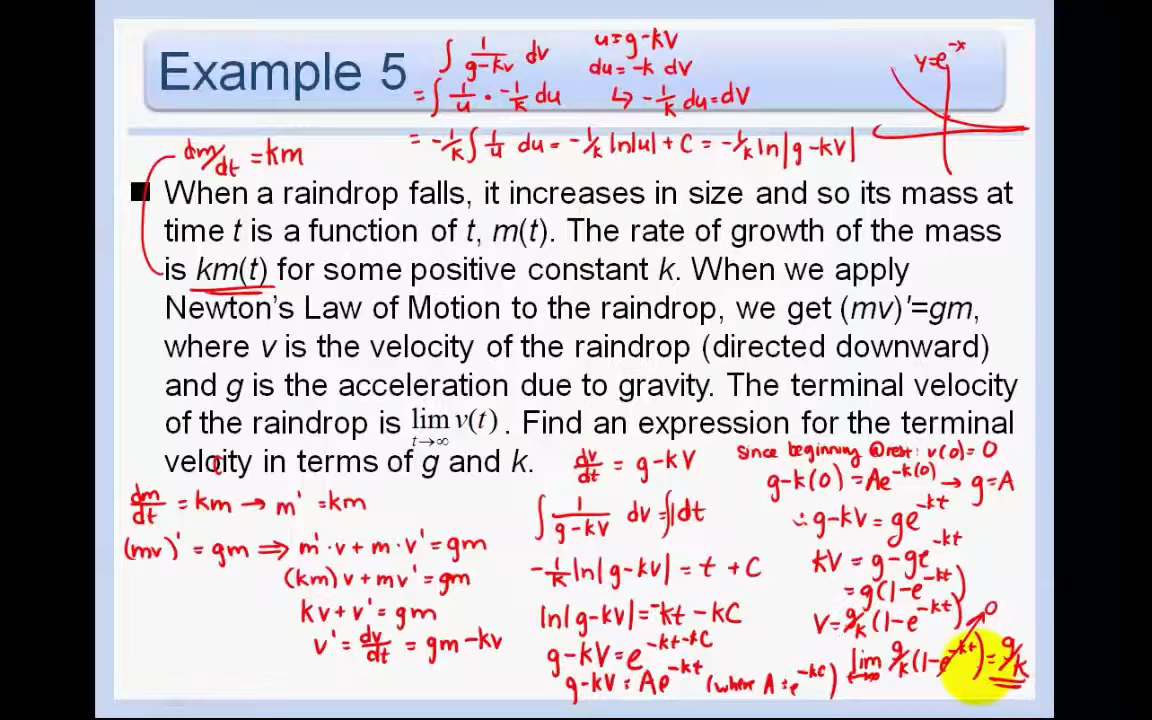 Example 5
∫ 1/(g-kv) dv
= ∫ 1/u · -1/k du
= -1/k ∫ 1/u du = -1/k ln|u| + C = -1/k ln|g-kv|
u = g-kv
du = -k dv
↳ -1/k du = dv
y=e^-x
dm/dt = km
■ When a raindrop falls, it increases in size and so its mass at
time t is a function of t, m(t). The rate of growth of the mass
is km(t) for some positive constant k. When we apply
Newton's Law of Motion to the raindrop, we get (mv)'=gm,
where v is the velocity of the raindrop (directed downward)
and g is the acceleration due to gravity. The terminal velocity
of the raindrop is lim t→∞ v(t). Find an expression for the terminal
velocity in terms of g and k.
dm/dt = km → m' = km
(mv)' = gm ⟹ m'·v + m·v' = gm
(km)v + mv' = gm
kv + v' = gm
v' = dv/dt = gm - kv
dv/dt = g-kv
∫ 1/(g-kv) dv = ∫ 1 dt
-1/k ln|g-kv| = t + C
ln|g-kv| = -kt - kC
g-kv = e^-kt-kC
g-kv = Ae^-kt (where A = e^-kC)
since beginning @rest: v(0)=0
g-k(0) = Ae^-k(0) → g=A
∴ g-kv = ge^-kt
kv = g-ge^-kt
= g(1-e^-kt)
v = g/k (1-e^-kt)
0
lim t→∞ g/k (1-e^-kt) = g/k